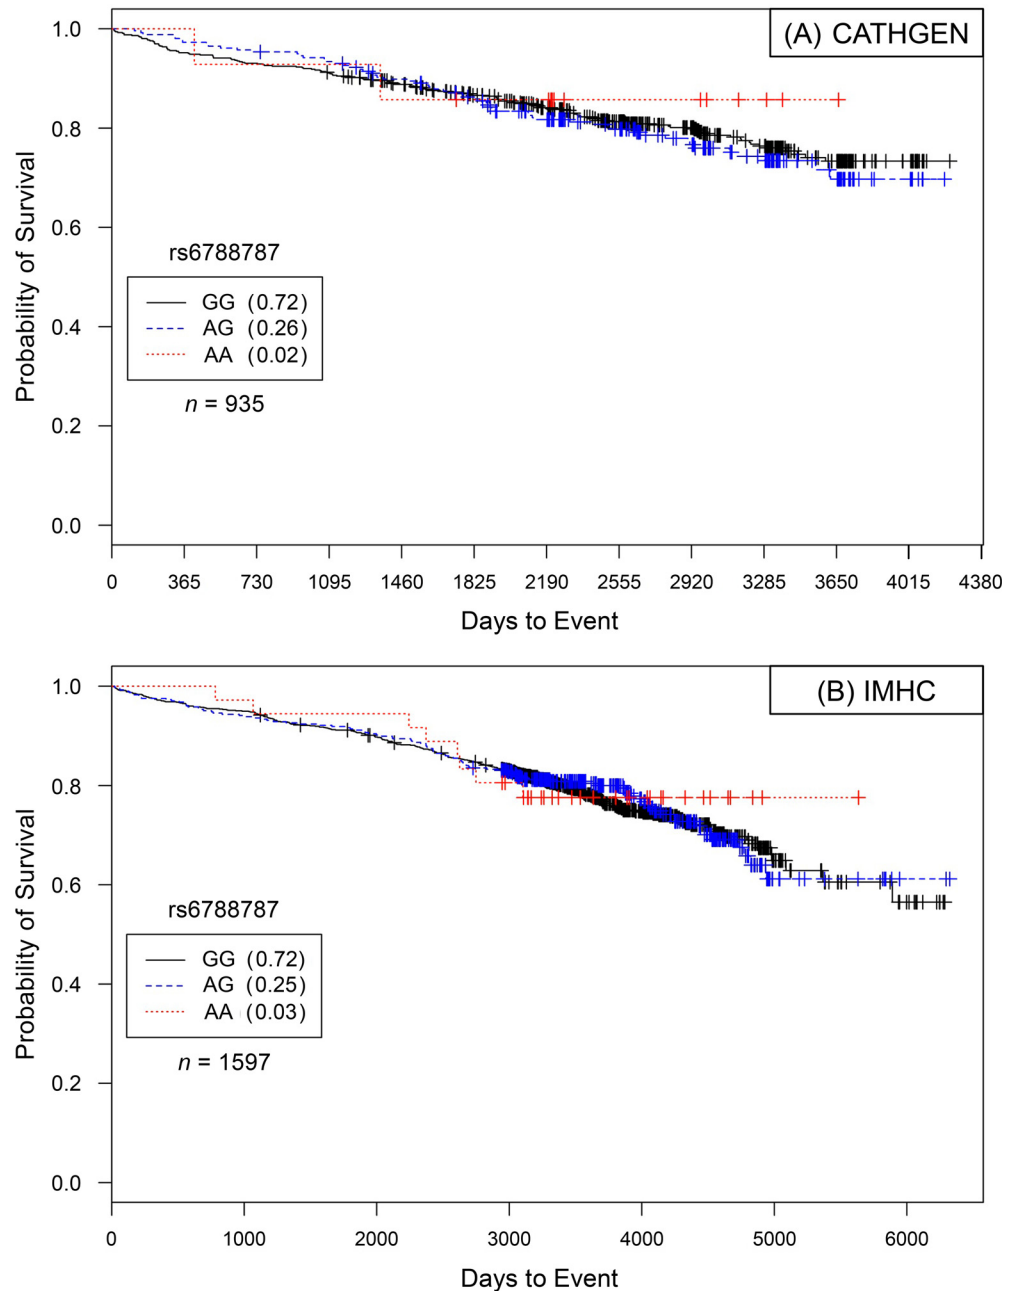 (A) CATHGEN
1.0
0.8
0.6
0.4
0.2
0.0
Probability of Survival
rs6788787
GG (0.72)
AG (0.26)
AA (0.02)
n = 935
0 365 730 1095 1460 1825 2190 2555 2920 3285 3650 4015 4380
Days to Event
(B) IMHC
1.0
0.8
0.6
0.4
0.2
0.0
Probability of Survival
rs6788787
GG (0.72)
AG (0.25)
AA (0.03)
n = 1597
0 1000 2000 3000 4000 5000 6000
Days to Event